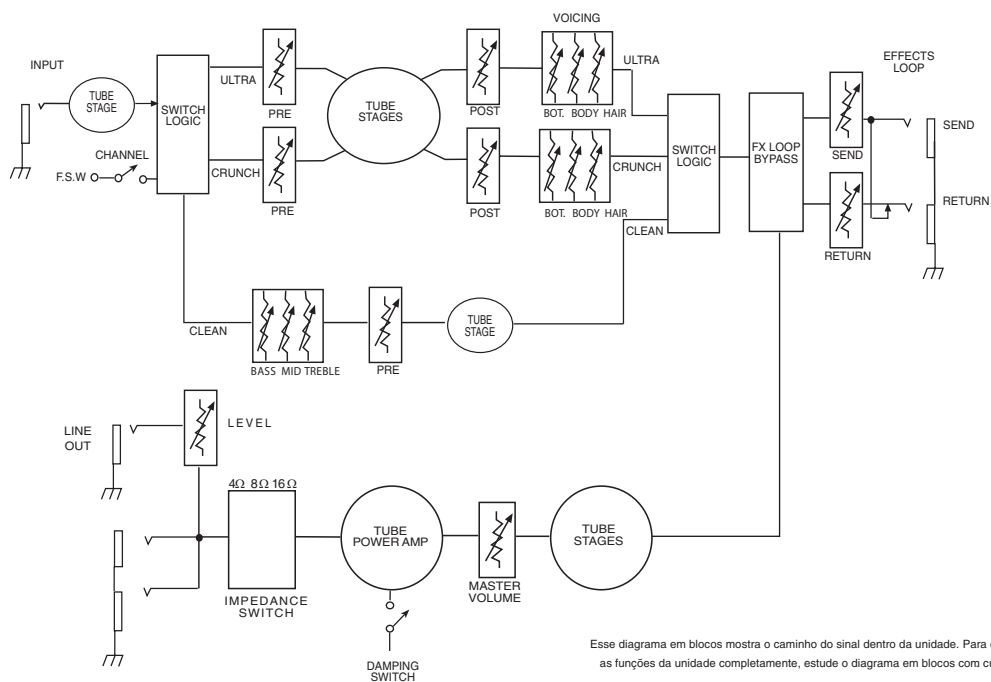 VOICING
INPUT
ULTRA
ULTRA
EFFECTS
LOOP
TUBE
STAGE
SWITCH
LOGIC
PRE
TUBE
STAGES
POST
BOT. BODY HAIR
SEND
CHANNEL
F.S.W
CRUNCH
SWITCH
LOGIC
FX LOOP
BYPASS
SEND
CRUNCH
PRE
POST
BOT. BODY HAIR
RETURN
CLEAN
RETURN
CLEAN
TUBE
STAGE
BASS MID TREBLE
PRE
LINE
OUT
LEVEL
4Ω 8Ω 16Ω
TUBE
POWER AMP
TUBE
STAGES
MASTER
VOLUME
IMPEDANCE
SWITCH
DAMPING
SWITCH
Esse diagrama em blocos mostra o caminho do sinal dentro da unidade. Para
as funções da unidade completamente, estude o diagrama em blocos com